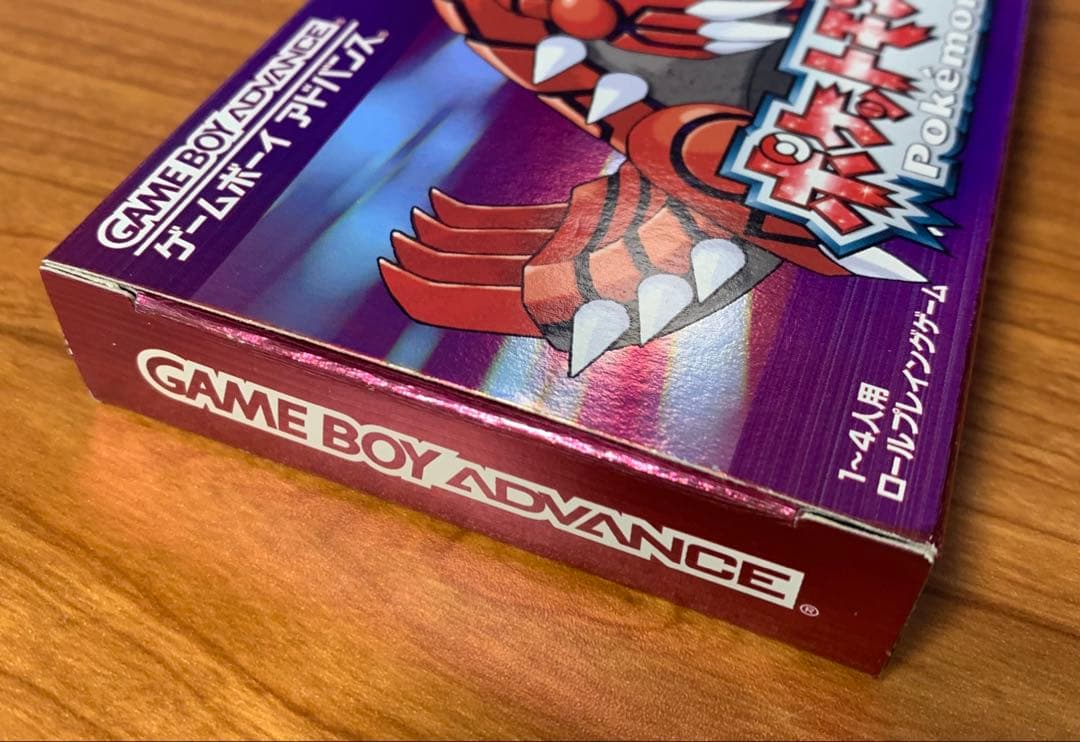 GAME BOY ADVANCE
ゲームボーイ アドバンス
Pokémon
1～4人用
ロールプレイングゲーム
GAME BOY ADVANCE®